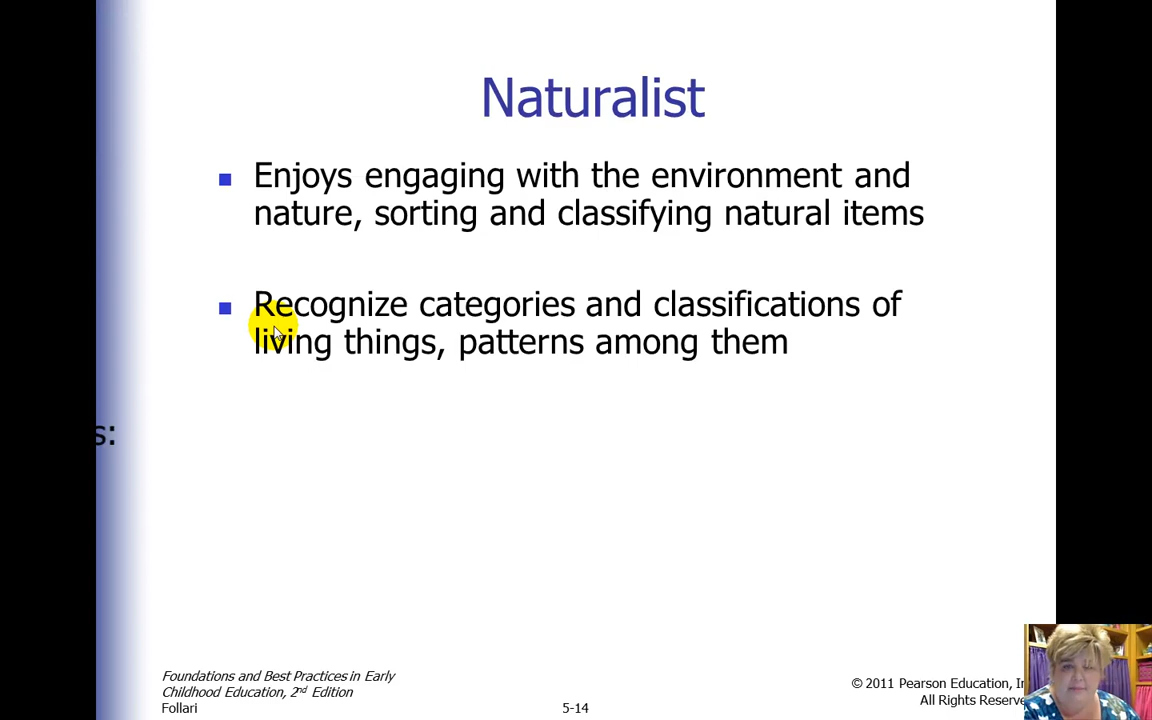 Naturalist
Enjoys engaging with the environment and
nature, sorting and classifying natural items
Recognize categories and classifications of
living things, patterns among them
s:
Foundations and Best Practices in Early
Childhood Education, 2nd Edition
Follari
5-14
© 2011 Pearson Education, In
All Rights Reserve